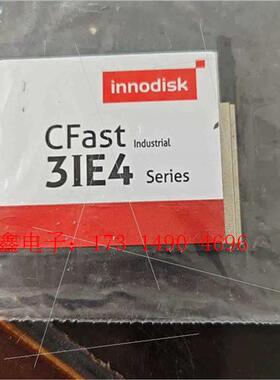 innodisk
CFast Industrial
3IE4 Series
鑫电子：173 1490 4696